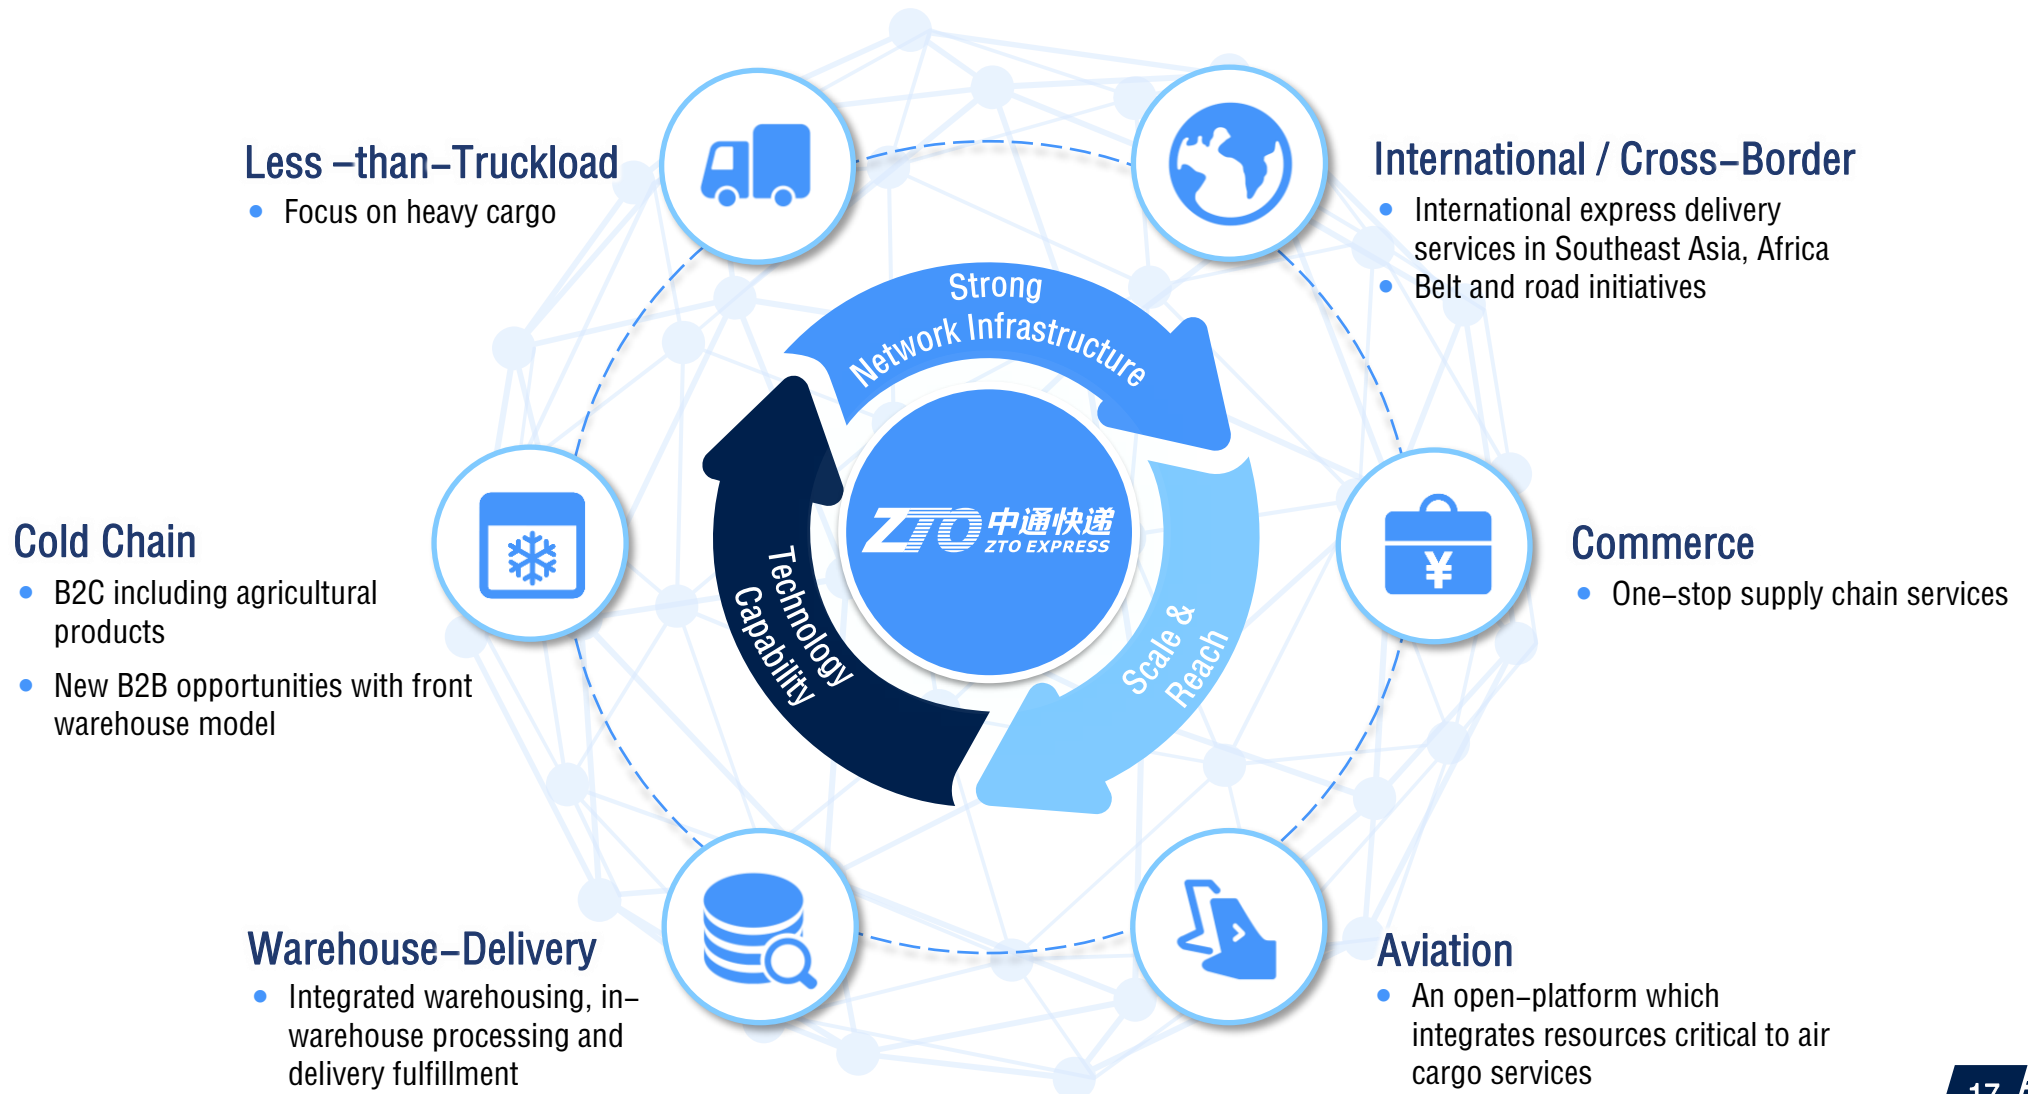 Less –than–Truckload
• Focus on heavy cargo
International / Cross–Border
• International express delivery
services in Southeast Asia, Africa
• Belt and road initiatives
Strong
Network Infrastructure
Cold Chain
• B2C including agricultural
products
• New B2B opportunities with front
warehouse model
Technology
Capability
ZTO 中通快递
ZTO EXPRESS
Scale &
Reach
¥
Commerce
• One–stop supply chain services
Warehouse–Delivery
• Integrated warehousing, in–
warehouse processing and
delivery fulfillment
Aviation
• An open–platform which
integrates resources critical to air
cargo services
17